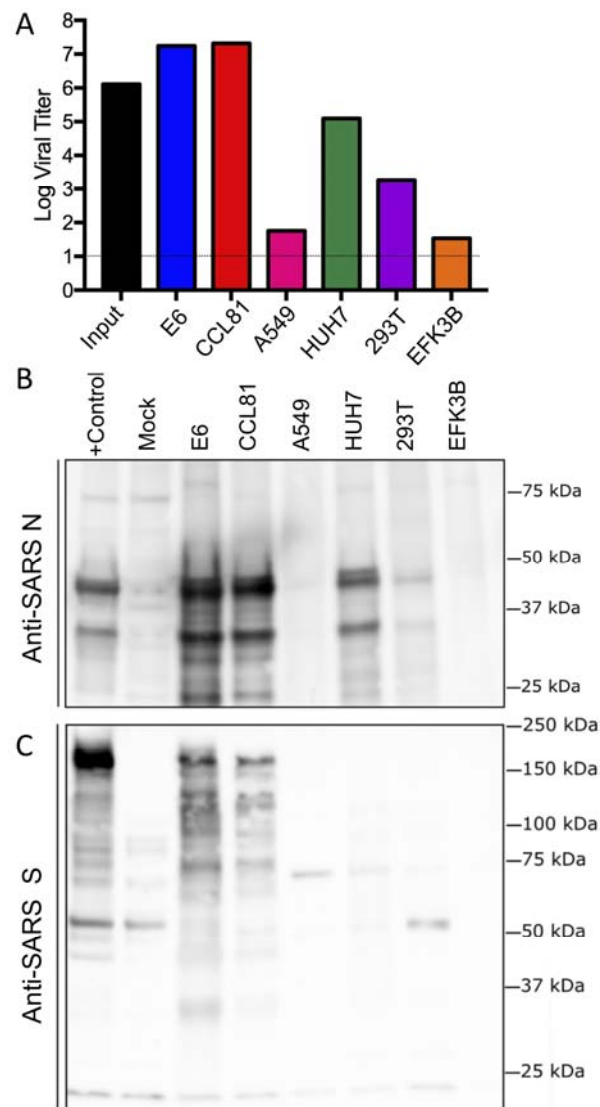 A
Log Viral Titer
8
7
6
5
4
3
2
1
0
Input
E6
CCL81
A549
HUH7
293T
EFK3B
B
+Control
Mock
E6
CCL81
A549
HUH7
293T
EFK3B
Anti-SARS N
75 kDa
50 kDa
37 kDa
25 kDa
C
Anti-SARS S
250 kDa
150 kDa
100 kDa
75 kDa
50 kDa
37 kDa
25 kDa